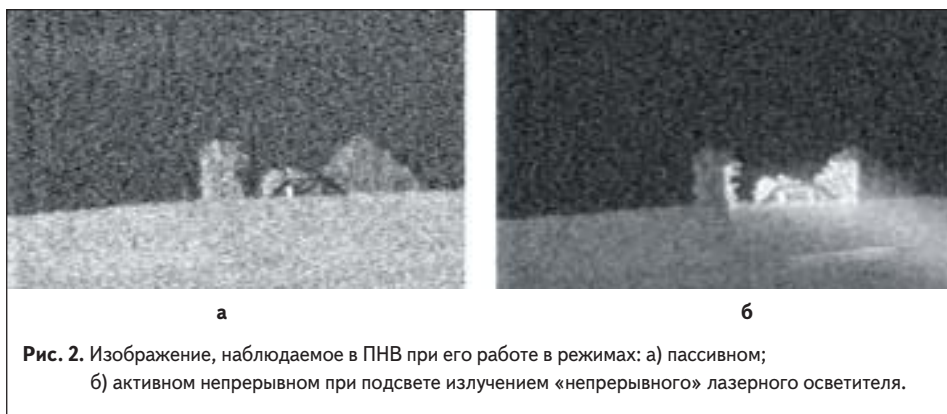 а
б
Рис. 2. Изображение, наблюдаемое в ПНВ при его работе в режимах: а) пассивном;
б) активном непрерывном при подсвете излучением «непрерывного» лазерного осветителя.